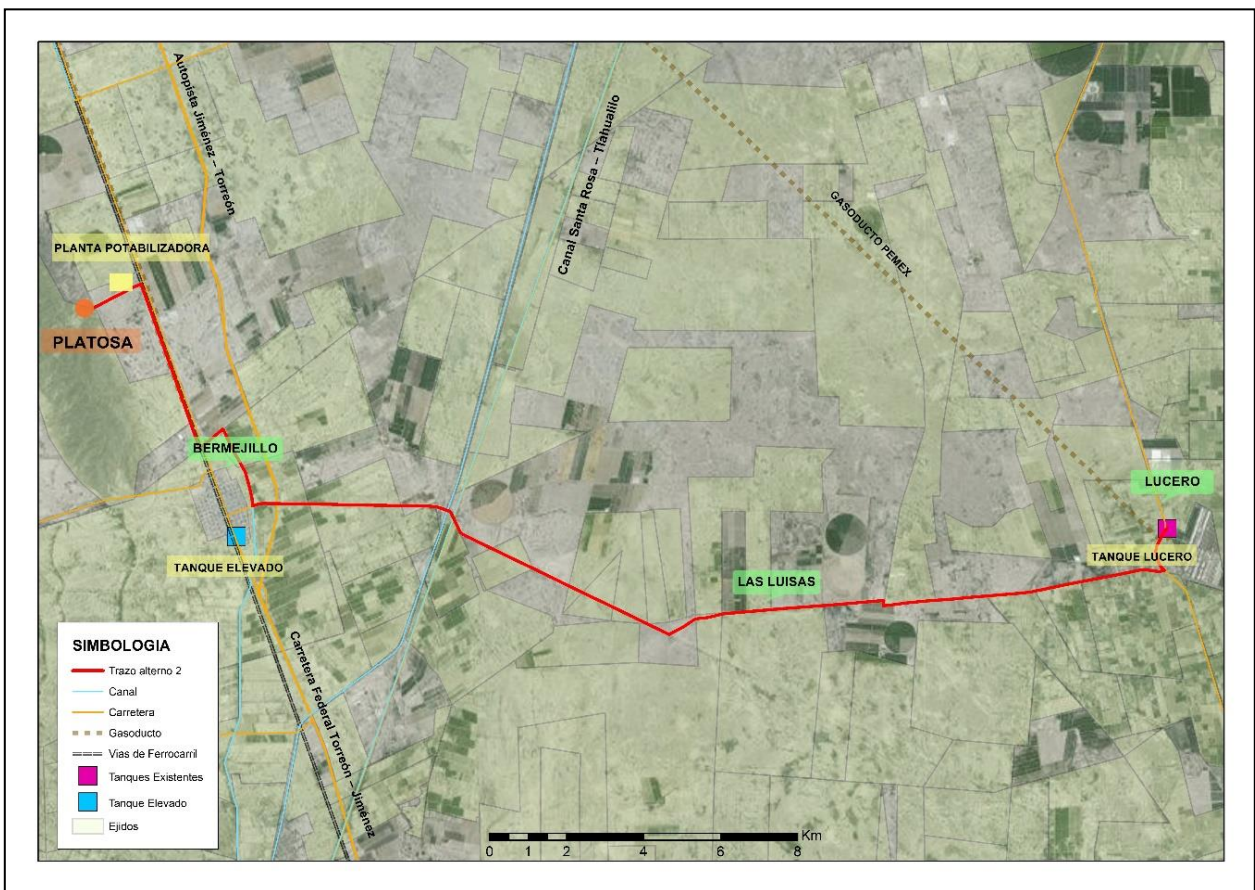 Autopista Jiménez – Torreón
Canal Santa Rosa – Tlahualilo
GASODUCTO PEMEX
PLANTA POTABILIZADORA
PLATOSA
BERMEJILLO
LUCERO
TANQUE LUCERO
TANQUE ELEVADO
LAS LUISAS
Carretera Federal Torreón – Jiménez
SIMBOLOGIA
Trazo alterno 2
Canal
Carretera
Gasoducto
Vias de Ferrocarril
Tanques Existentes
Tanque Elevado
Ejidos
Km
0 1 2 4 6 8